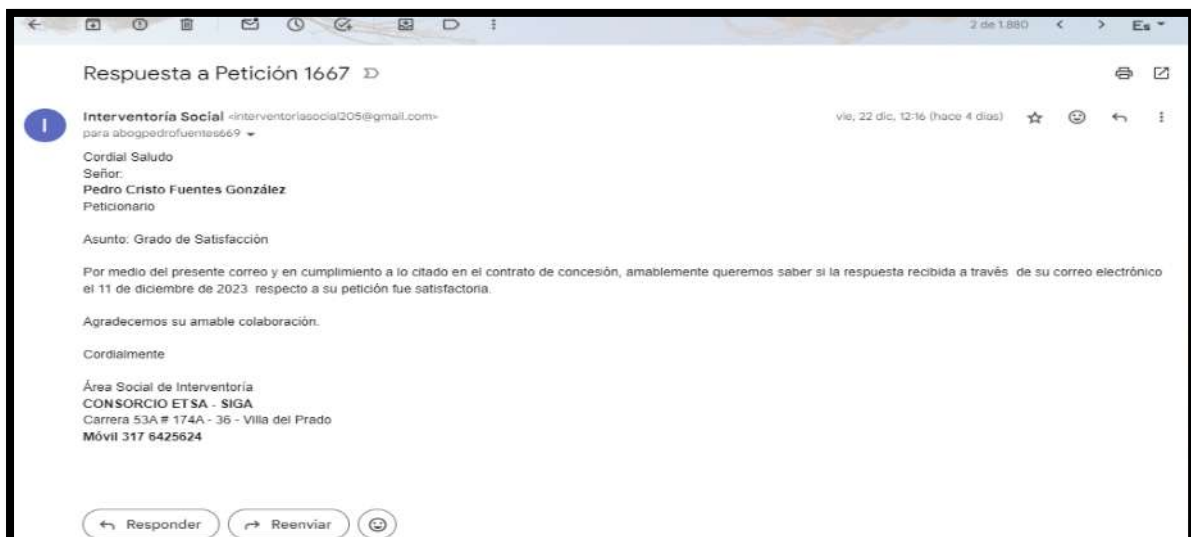 2 de 1.880
Es
Respuesta a Petición 1667
I
Interventoría Social <interventoriasocial205@gmail.com>
vie, 22 dic, 12:16 (hace 4 días)
para abogpedrofuentes669
Cordial Saludo
Señor:
Pedro Cristo Fuentes González
Peticionario
Asunto: Grado de Satisfacción
Por medio del presente correo y en cumplimiento a lo citado en el contrato de concesión, amablemente queremos saber si la respuesta recibida a través de su correo electrónico
el 11 de diciembre de 2023 respecto a su petición fue satisfactoria.
Agradecemos su amable colaboración.
Cordialmente
Área Social de Interventoría
CONSORCIO ETSA - SIGA
Carrera 53A # 174A - 36 - Villa del Prado
Móvil 317 6425624
Responder
Reenviar